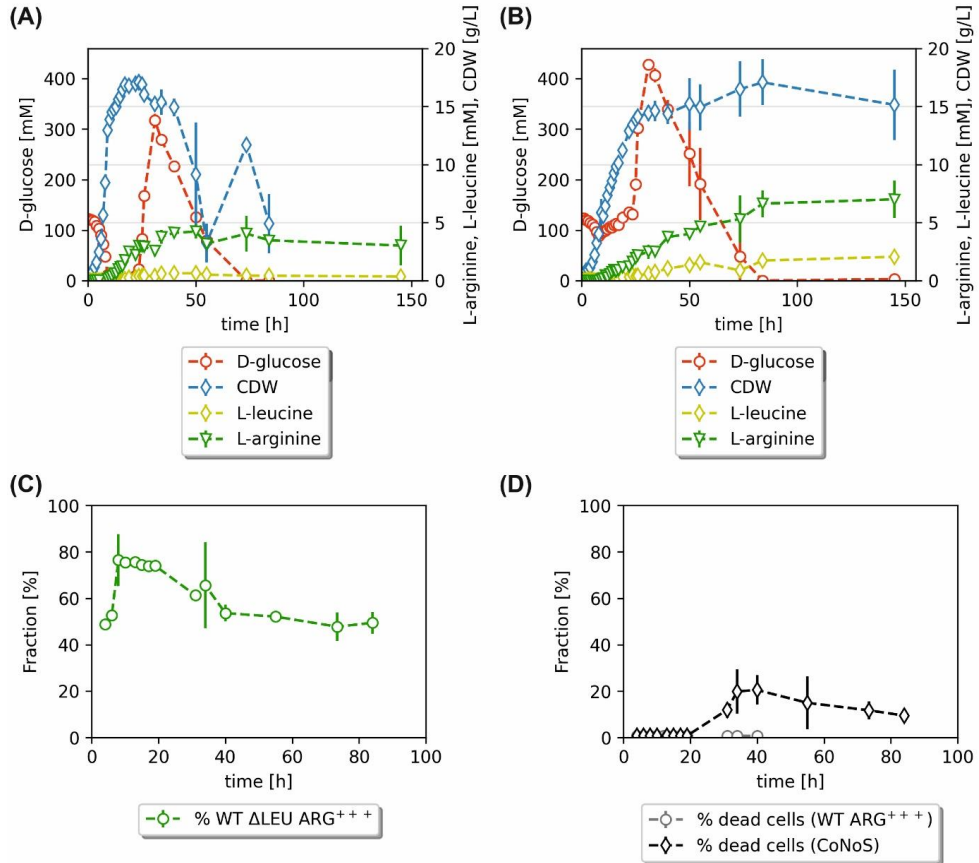 (A)
(B)
D-glucose [mM]
400
300
200
100
0
20
15
10
5
0
L-arginine, L-leucine [mM], CDW [g/L]
0 50 100 150
time [h]
D-glucose
CDW
L-leucine
L-arginine
D-glucose [mM]
400
300
200
100
0
20
15
10
5
0
L-arginine, L-leucine [mM], CDW [g/L]
0 50 100 150
time [h]
D-glucose
CDW
L-leucine
L-arginine
(C)
(D)
Fraction [%]
100
80
60
40
20
0
0 20 40 60 80 100
time [h]
% WT ΔLEU ARG+++
Fraction [%]
100
80
60
40
20
0
0 20 40 60 80 100
time [h]
% dead cells (WT ARG+++)
% dead cells (CoNoS)